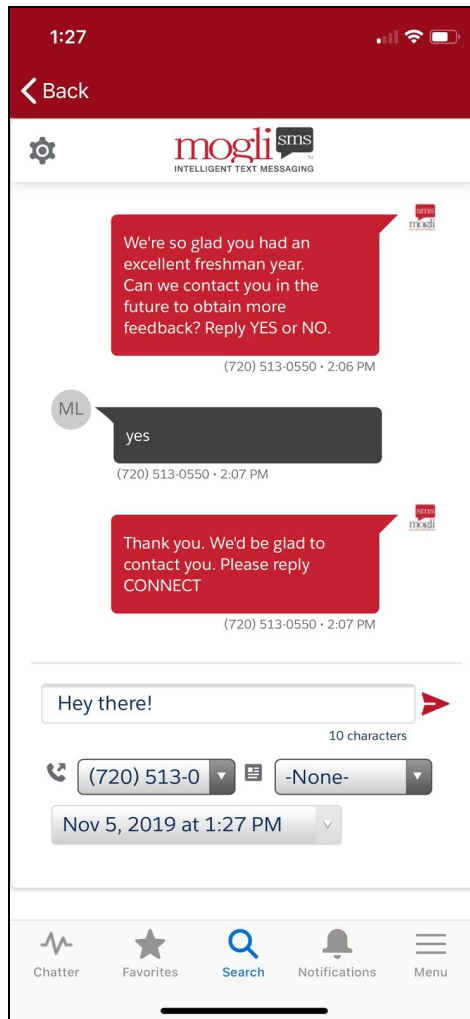 1:27
Back
mogli sms
INTELLIGENT TEXT MESSAGING
sms
mogli
We're so glad you had an
excellent freshman year.
Can we contact you in the
future to obtain more
feedback? Reply YES or NO.
(720) 513-0550 • 2:06 PM
ML
yes
(720) 513-0550 • 2:07 PM
sms
mogli
Thank you. We'd be glad to
contact you. Please reply
CONNECT
(720) 513-0550 • 2:07 PM
Hey there!
10 characters
(720) 513-0
-None-
Nov 5, 2019 at 1:27 PM
Chatter Favorites Search Notifications Menu